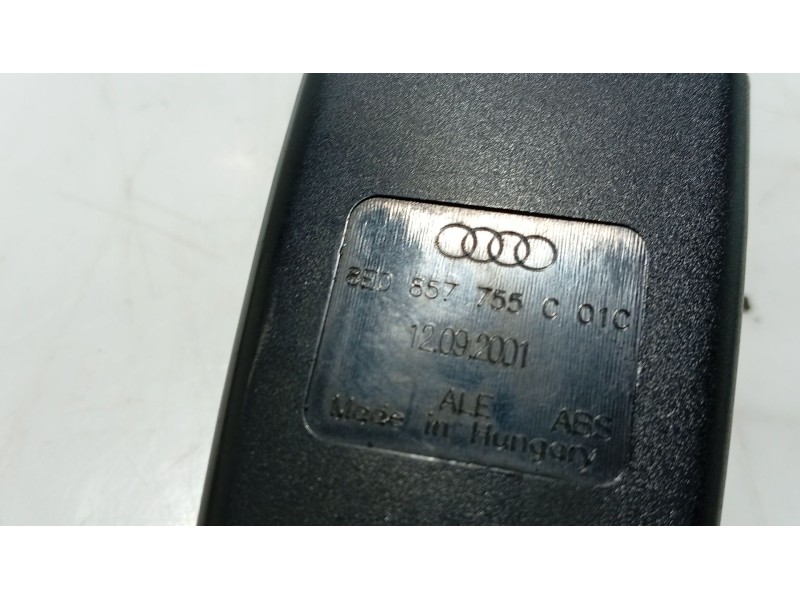 8E0 857 755 C 01C
12.09.2001
ALE ABS
Made in Hungary